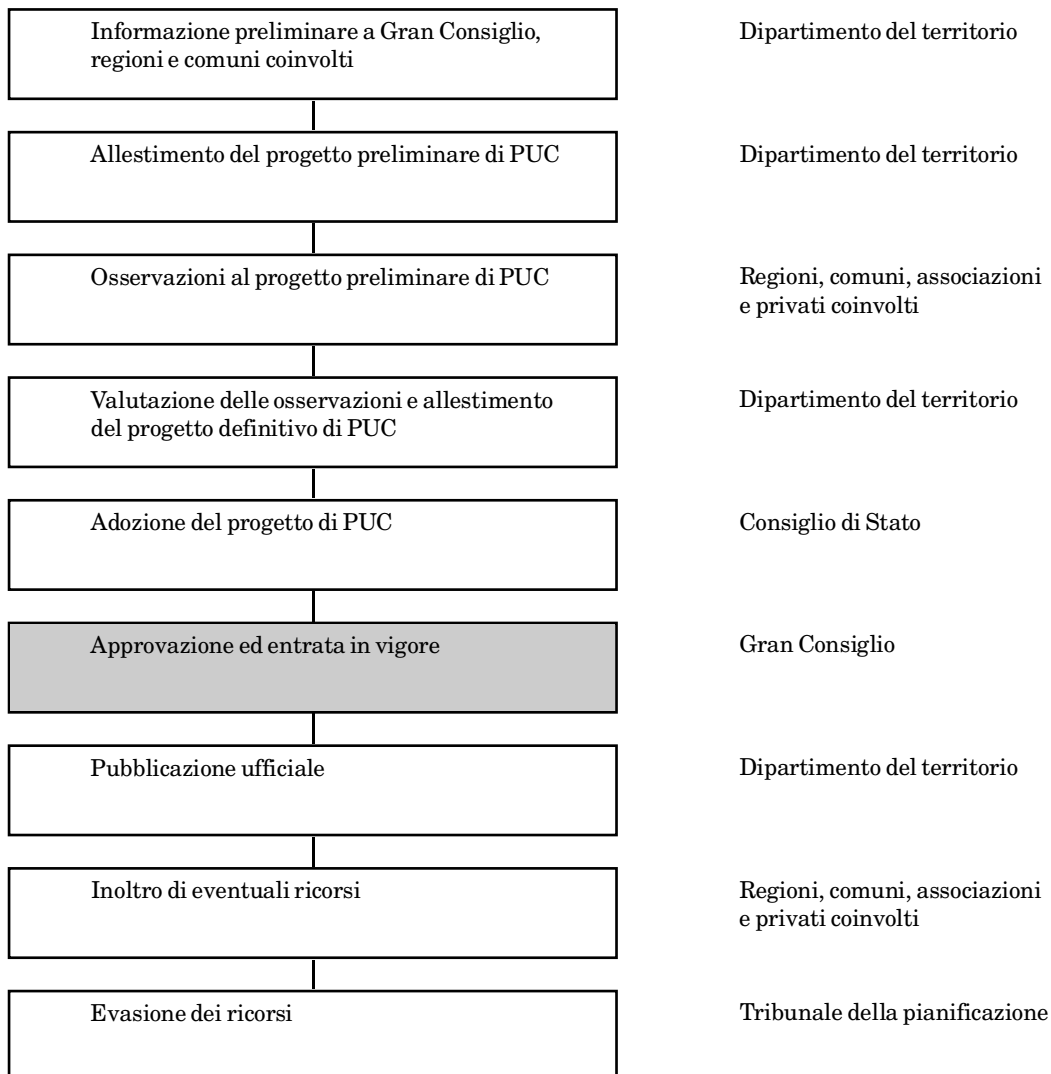 Informazione preliminare a Gran Consiglio,
regioni e comuni coinvolti
Dipartimento del territorio
Allestimento del progetto preliminare di PUC
Dipartimento del territorio
Osservazioni al progetto preliminare di PUC
Regioni, comuni, associazioni
e privati coinvolti
Valutazione delle osservazioni e allestimento
del progetto definitivo di PUC
Dipartimento del territorio
Adozione del progetto di PUC
Consiglio di Stato
Approvazione ed entrata in vigore
Gran Consiglio
Pubblicazione ufficiale
Dipartimento del territorio
Inoltro di eventuali ricorsi
Regioni, comuni, associazioni
e privati coinvolti
Evasione dei ricorsi
Tribunale della pianificazione